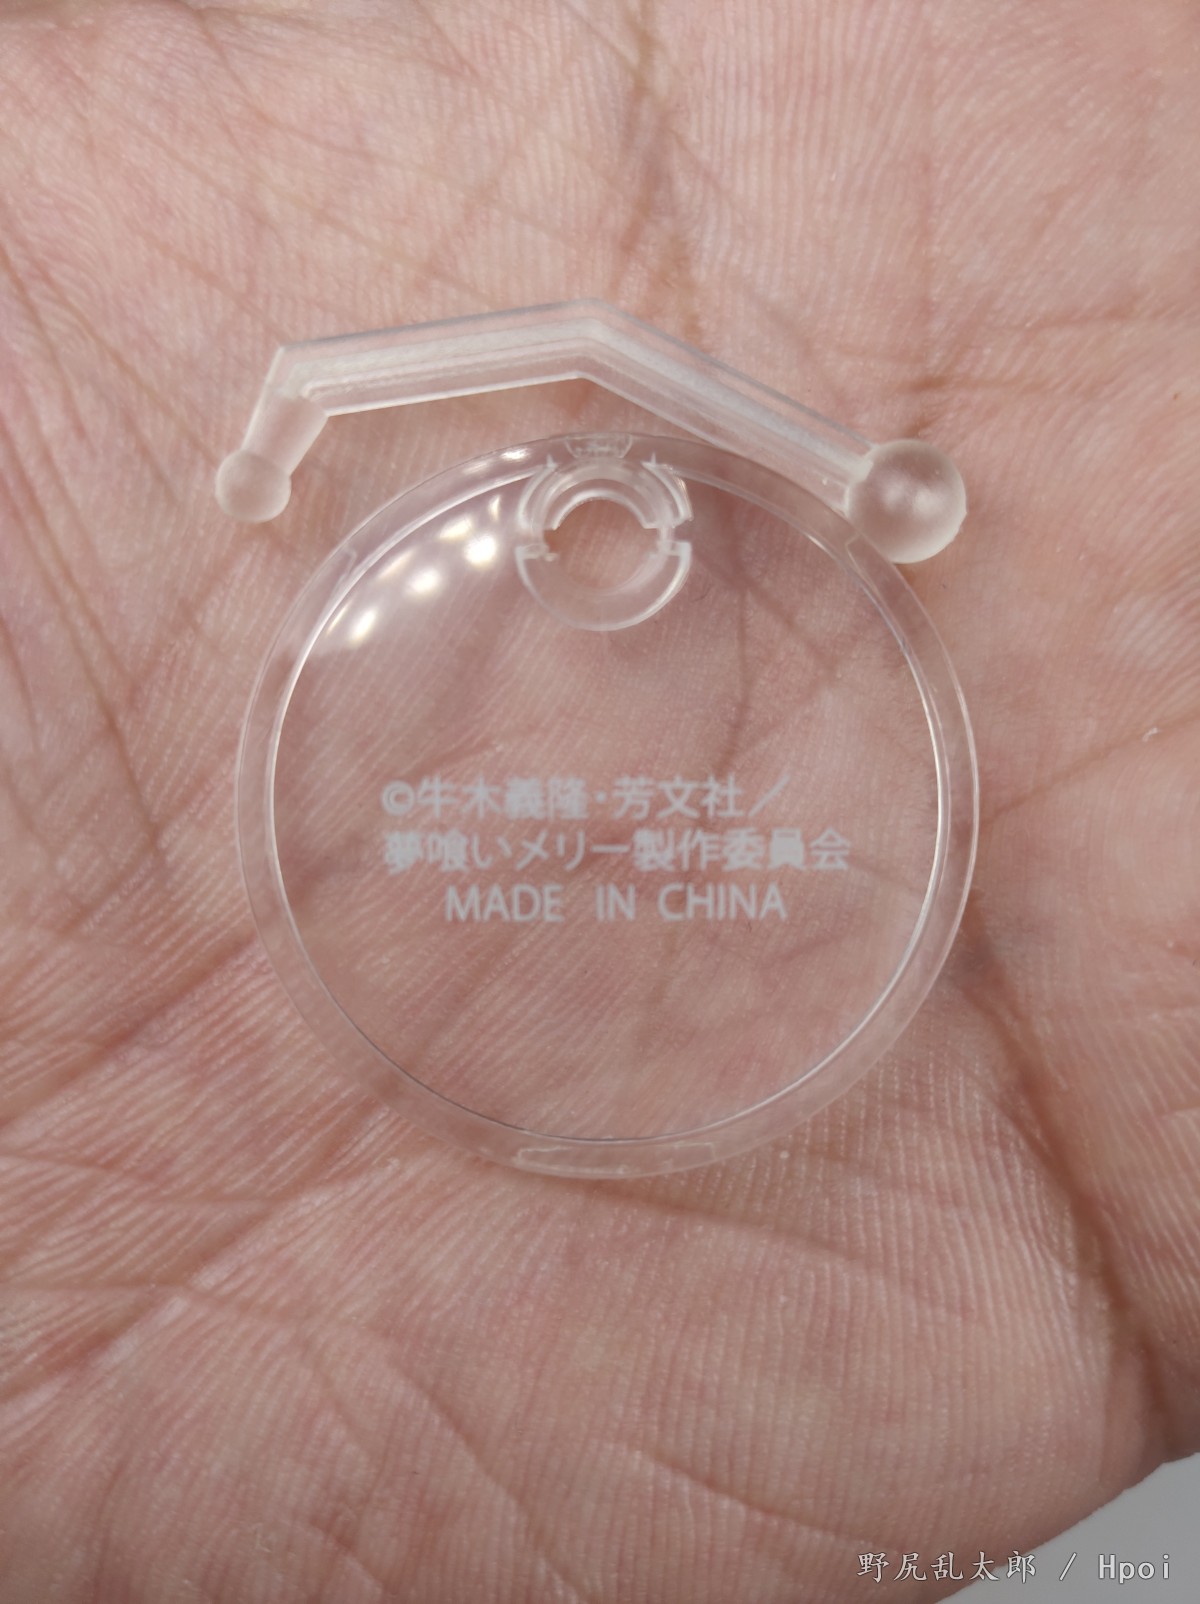 ©牛木義隆・芳文社／
夢喰いメリー製作委員会
MADE IN CHINA
野尻乱太郎 / Hpoi